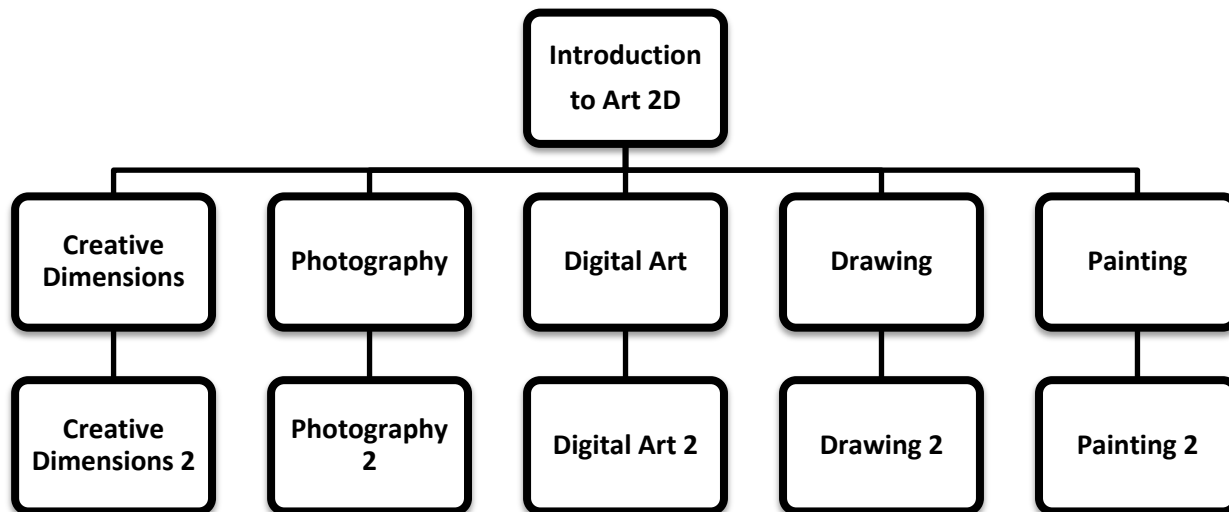 Introduction
to Art 2D
Creative
Dimensions
Photography
Digital Art
Drawing
Painting
Creative
Dimensions 2
Photography
2
Digital Art 2
Drawing 2
Painting 2